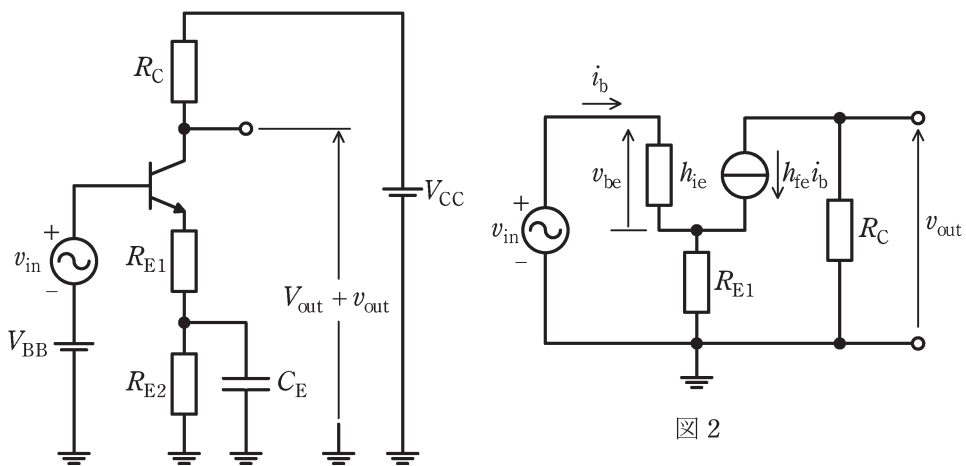 R_C
V_CC
v_in
+
−
R_E1
V_out + v_out
V_BB
R_E2
C_E
i_b
v_be
h_ie
h_fe i_b
+
v_in
−
R_E1
R_C
v_out
図 2